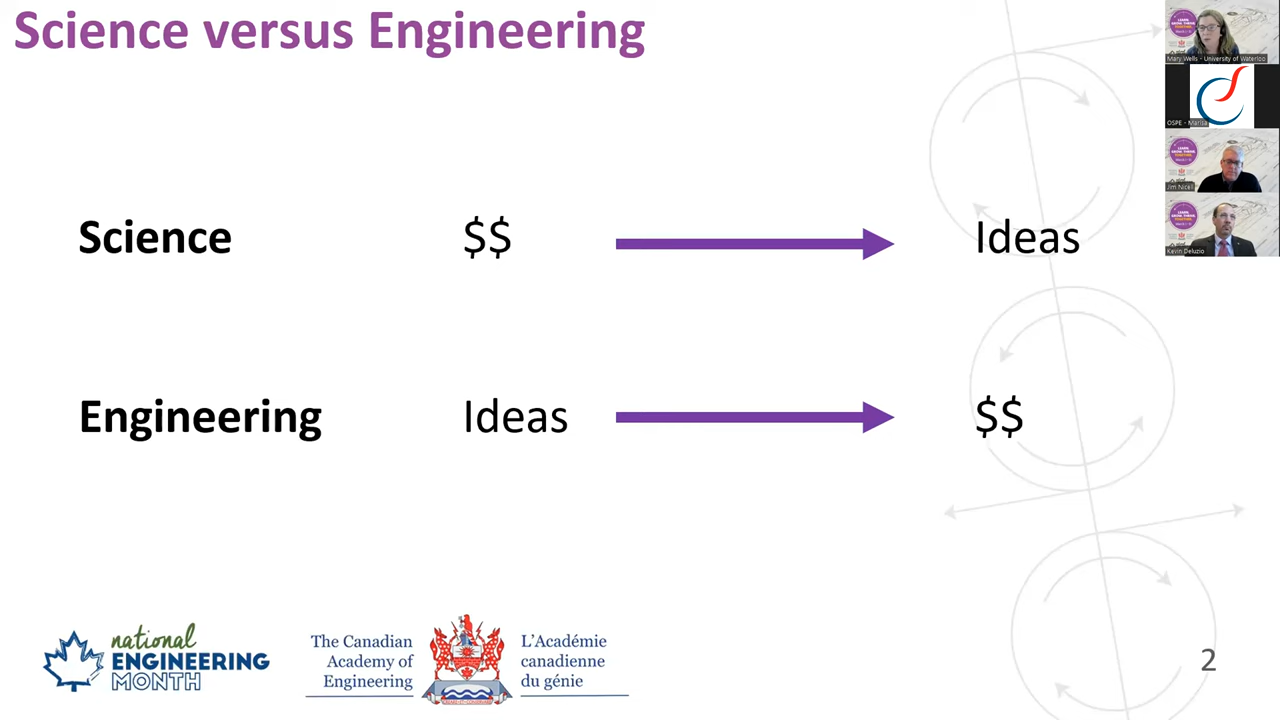 Science versus Engineering
Mary Wells - University of Waterloo
OSPE - Marisa
Jim Nicell
Kevin Deluzio
Science $$ Ideas
Engineering Ideas $$
national
ENGINEERING
MONTH
The Canadian
Academy of
Engineering
L'Académie
canadienne
du génie
2